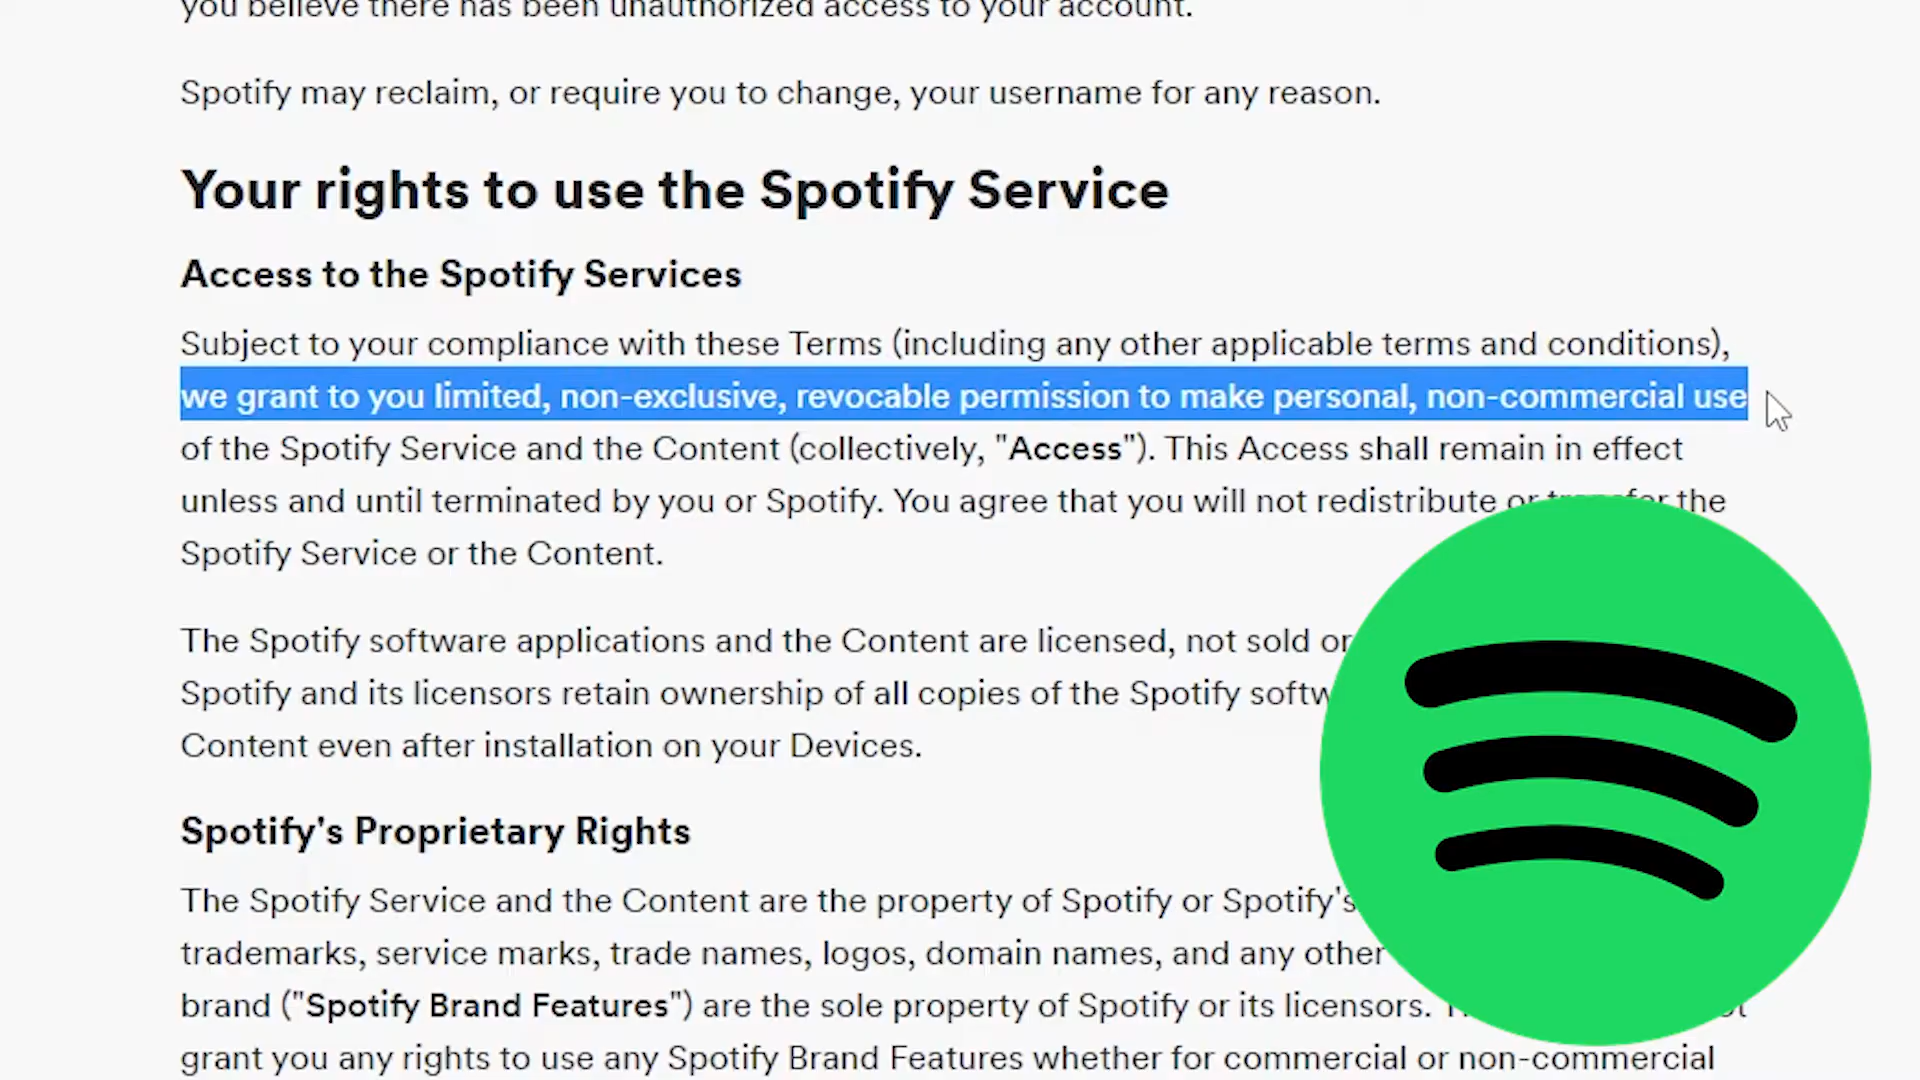 you believe there has been unauthorized access to your account.
Spotify may reclaim, or require you to change, your username for any reason.
Your rights to use the Spotify Service
Access to the Spotify Services
Subject to your compliance with these Terms (including any other applicable terms and conditions),
we grant to you limited, non-exclusive, revocable permission to make personal, non-commercial use
of the Spotify Service and the Content (collectively, "Access"). This Access shall remain in effect
unless and until terminated by you or Spotify. You agree that you will not redistribute or transfer the
Spotify Service or the Content.
The Spotify software applications and the Content are licensed, not sold or
Spotify and its licensors retain ownership of all copies of the Spotify
Content even after installation on your Devices.
Spotify's Proprietary Rights
The Spotify Service and the Content are the property of Spotify or Spotify's
trademarks, service marks, trade names, logos, domain names, and any other
brand ("Spotify Brand Features") are the sole property of Spotify or its licensors.
grant you any rights to use any Spotify Brand Features whether for commercial or non-commercial